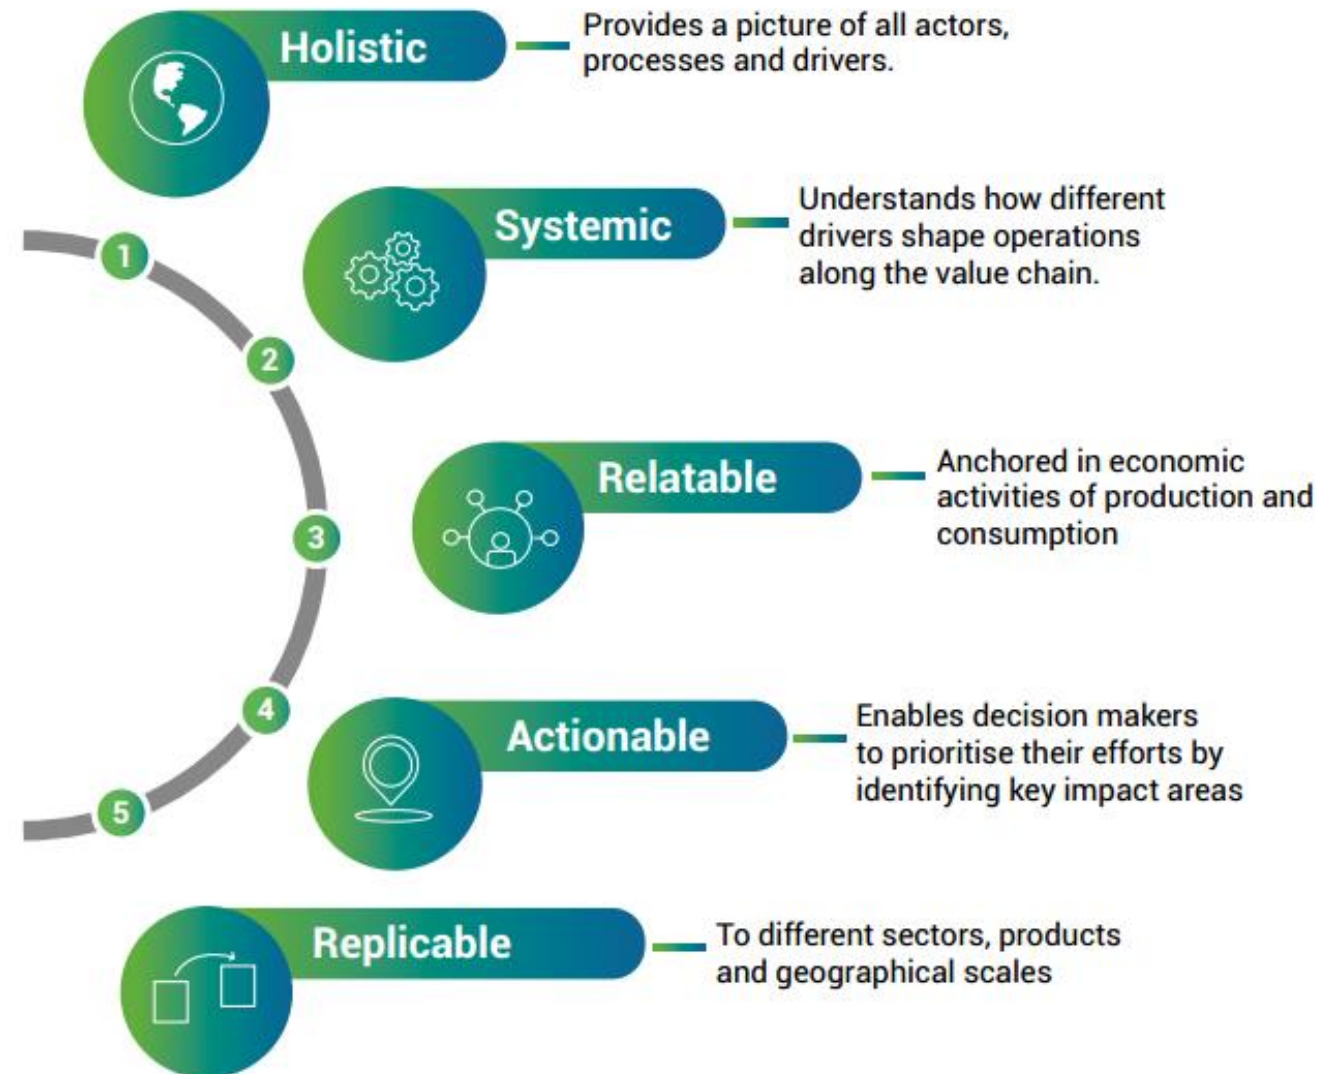 Holistic
Provides a picture of all actors,
processes and drivers.
1
Systemic
Understands how different
drivers shape operations
along the value chain.
2
Relatable
Anchored in economic
activities of production and
consumption
3
Actionable
Enables decision makers
to prioritise their efforts by
identifying key impact areas
4
5
Replicable
To different sectors, products
and geographical scales